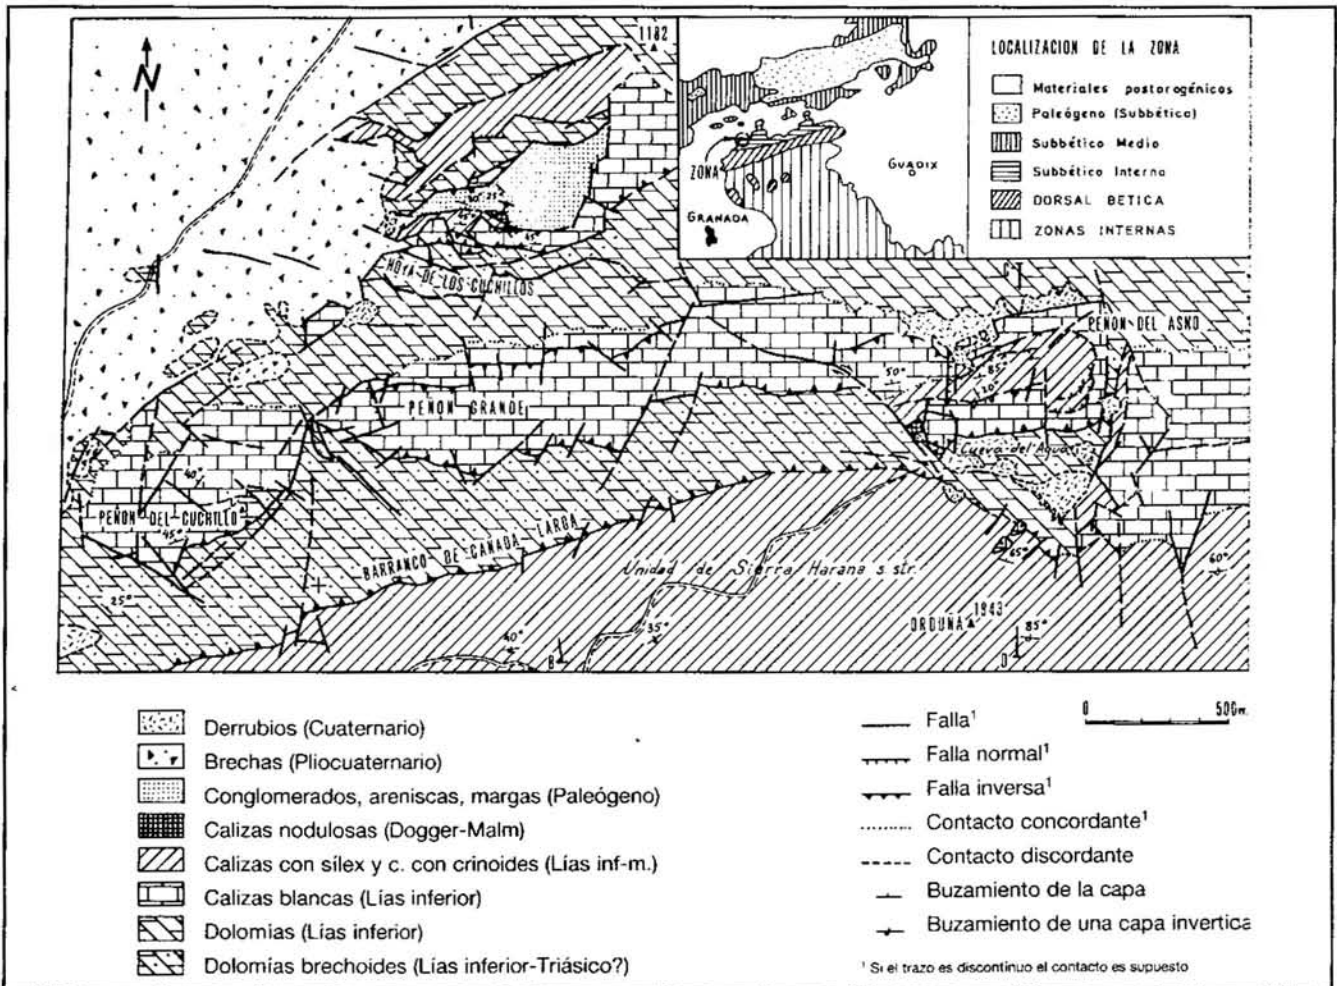 N
1182
LOCALIZACION DE LA ZONA
Materiales postorogénicos
Paleógeno (Subbética)
Subbético Medio
Subbético Interno
DORSAL BETICA
ZONAS INTERNAS
GUADIX
ZONA
GRANADA
HOYA DE LOS CUCHILLOS
PEÑON DEL ASNO
50°
85°
PEÑON GRANDE
Cueva del Agua
40°
PEÑON DEL CUCHILLO
45°
BARRANCO DE CAÑADA LARGA
Unidad de Sierra Harana s. str.
65°
60°
25°
1943
ORDUÑA
85°
40°
35°
B
D
Derrubios (Cuaternario)
Brechas (Pliocuaternario)
Conglomerados, areniscas, margas (Paleógeno)
Calizas nodulosas (Dogger-Malm)
Calizas con sílex y c. con crinoides (Lías inf-m.)
Calizas blancas (Lías inferior)
Dolomías (Lías inferior)
Dolomías brechoides (Lías inferior-Triásico?)
Falla¹
Falla normal¹
Falla inversa¹
Contacto concordante¹
Contacto discordante
Buzamiento de la capa
Buzamiento de una capa invertica
0 500m.
¹ Si el trazo es discontinuo el contacto es supuesto